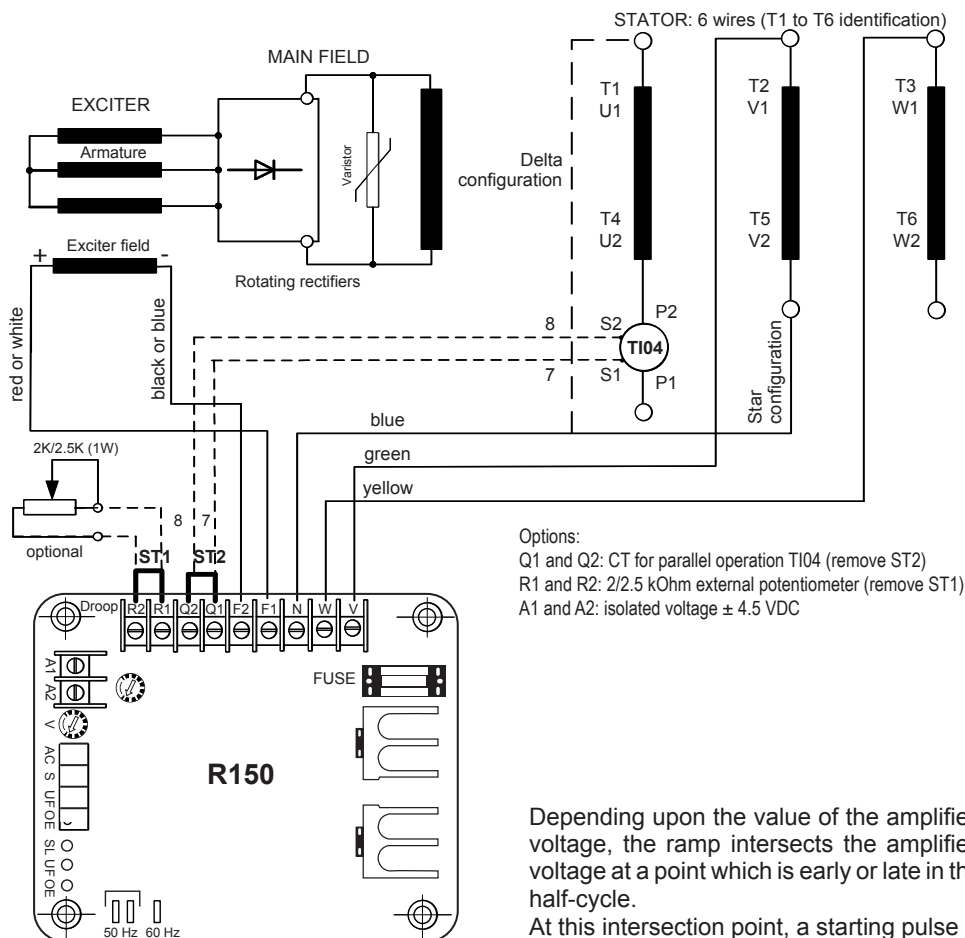 STATOR: 6 wires (T1 to T6 identification)
MAIN FIELD
EXCITER
Armature
Varistor
Rotating rectifiers
Exciter field
+ -
red or white
black or blue
T1
U1
T4
U2
T2
V1
T5
V2
T3
W1
T6
W2
Delta
configuration
Star
configuration
8 S2 P2
TI04
7 S1 P1
blue
green
yellow
2K/2.5K (1W)
optional
8 7
ST1 ST2
Droop R2 R1 Q2 Q1 F2 F1 N W V
A1
A2
V
AC
S
UF
OE
SL
UF
OE
FUSE
R150
50 Hz 60 Hz
Options:
Q1 and Q2: CT for parallel operation TI04 (remove ST2)
R1 and R2: 2/2.5 kOhm external potentiometer (remove ST1)
A1 and A2: isolated voltage ± 4.5 VDC
Depending upon the value of the amplifie
voltage, the ramp intersects the amplifie
voltage at a point which is early or late in th
half-cycle.
At this intersection point, a starting pulse